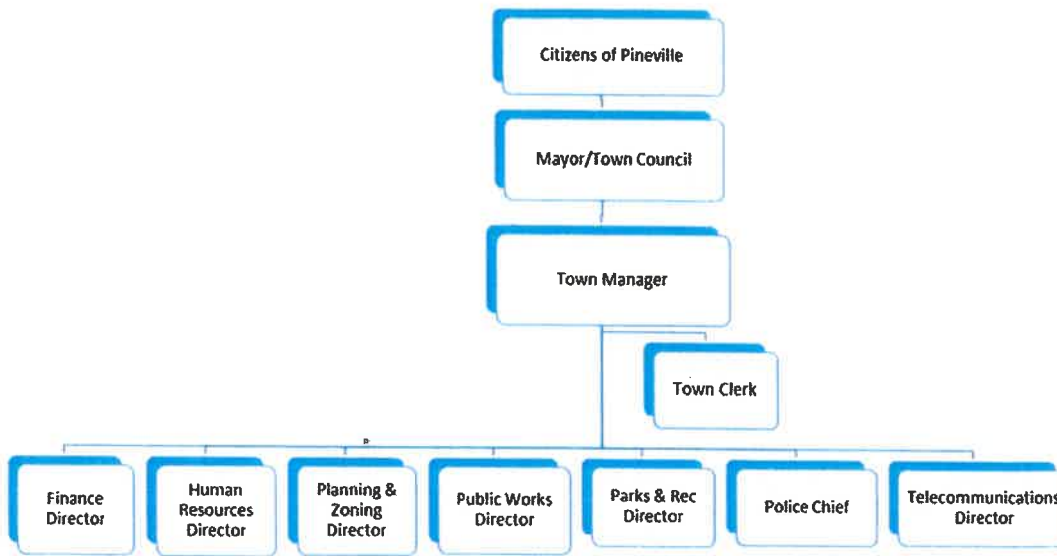 Citizens of Pineville
Mayor/Town Council
Town Manager
Town Clerk
Finance
Director
Human
Resources
Director
Planning &
Zoning
Director
Public Works
Director
Parks & Rec
Director
Police Chief
Telecommunications
Director